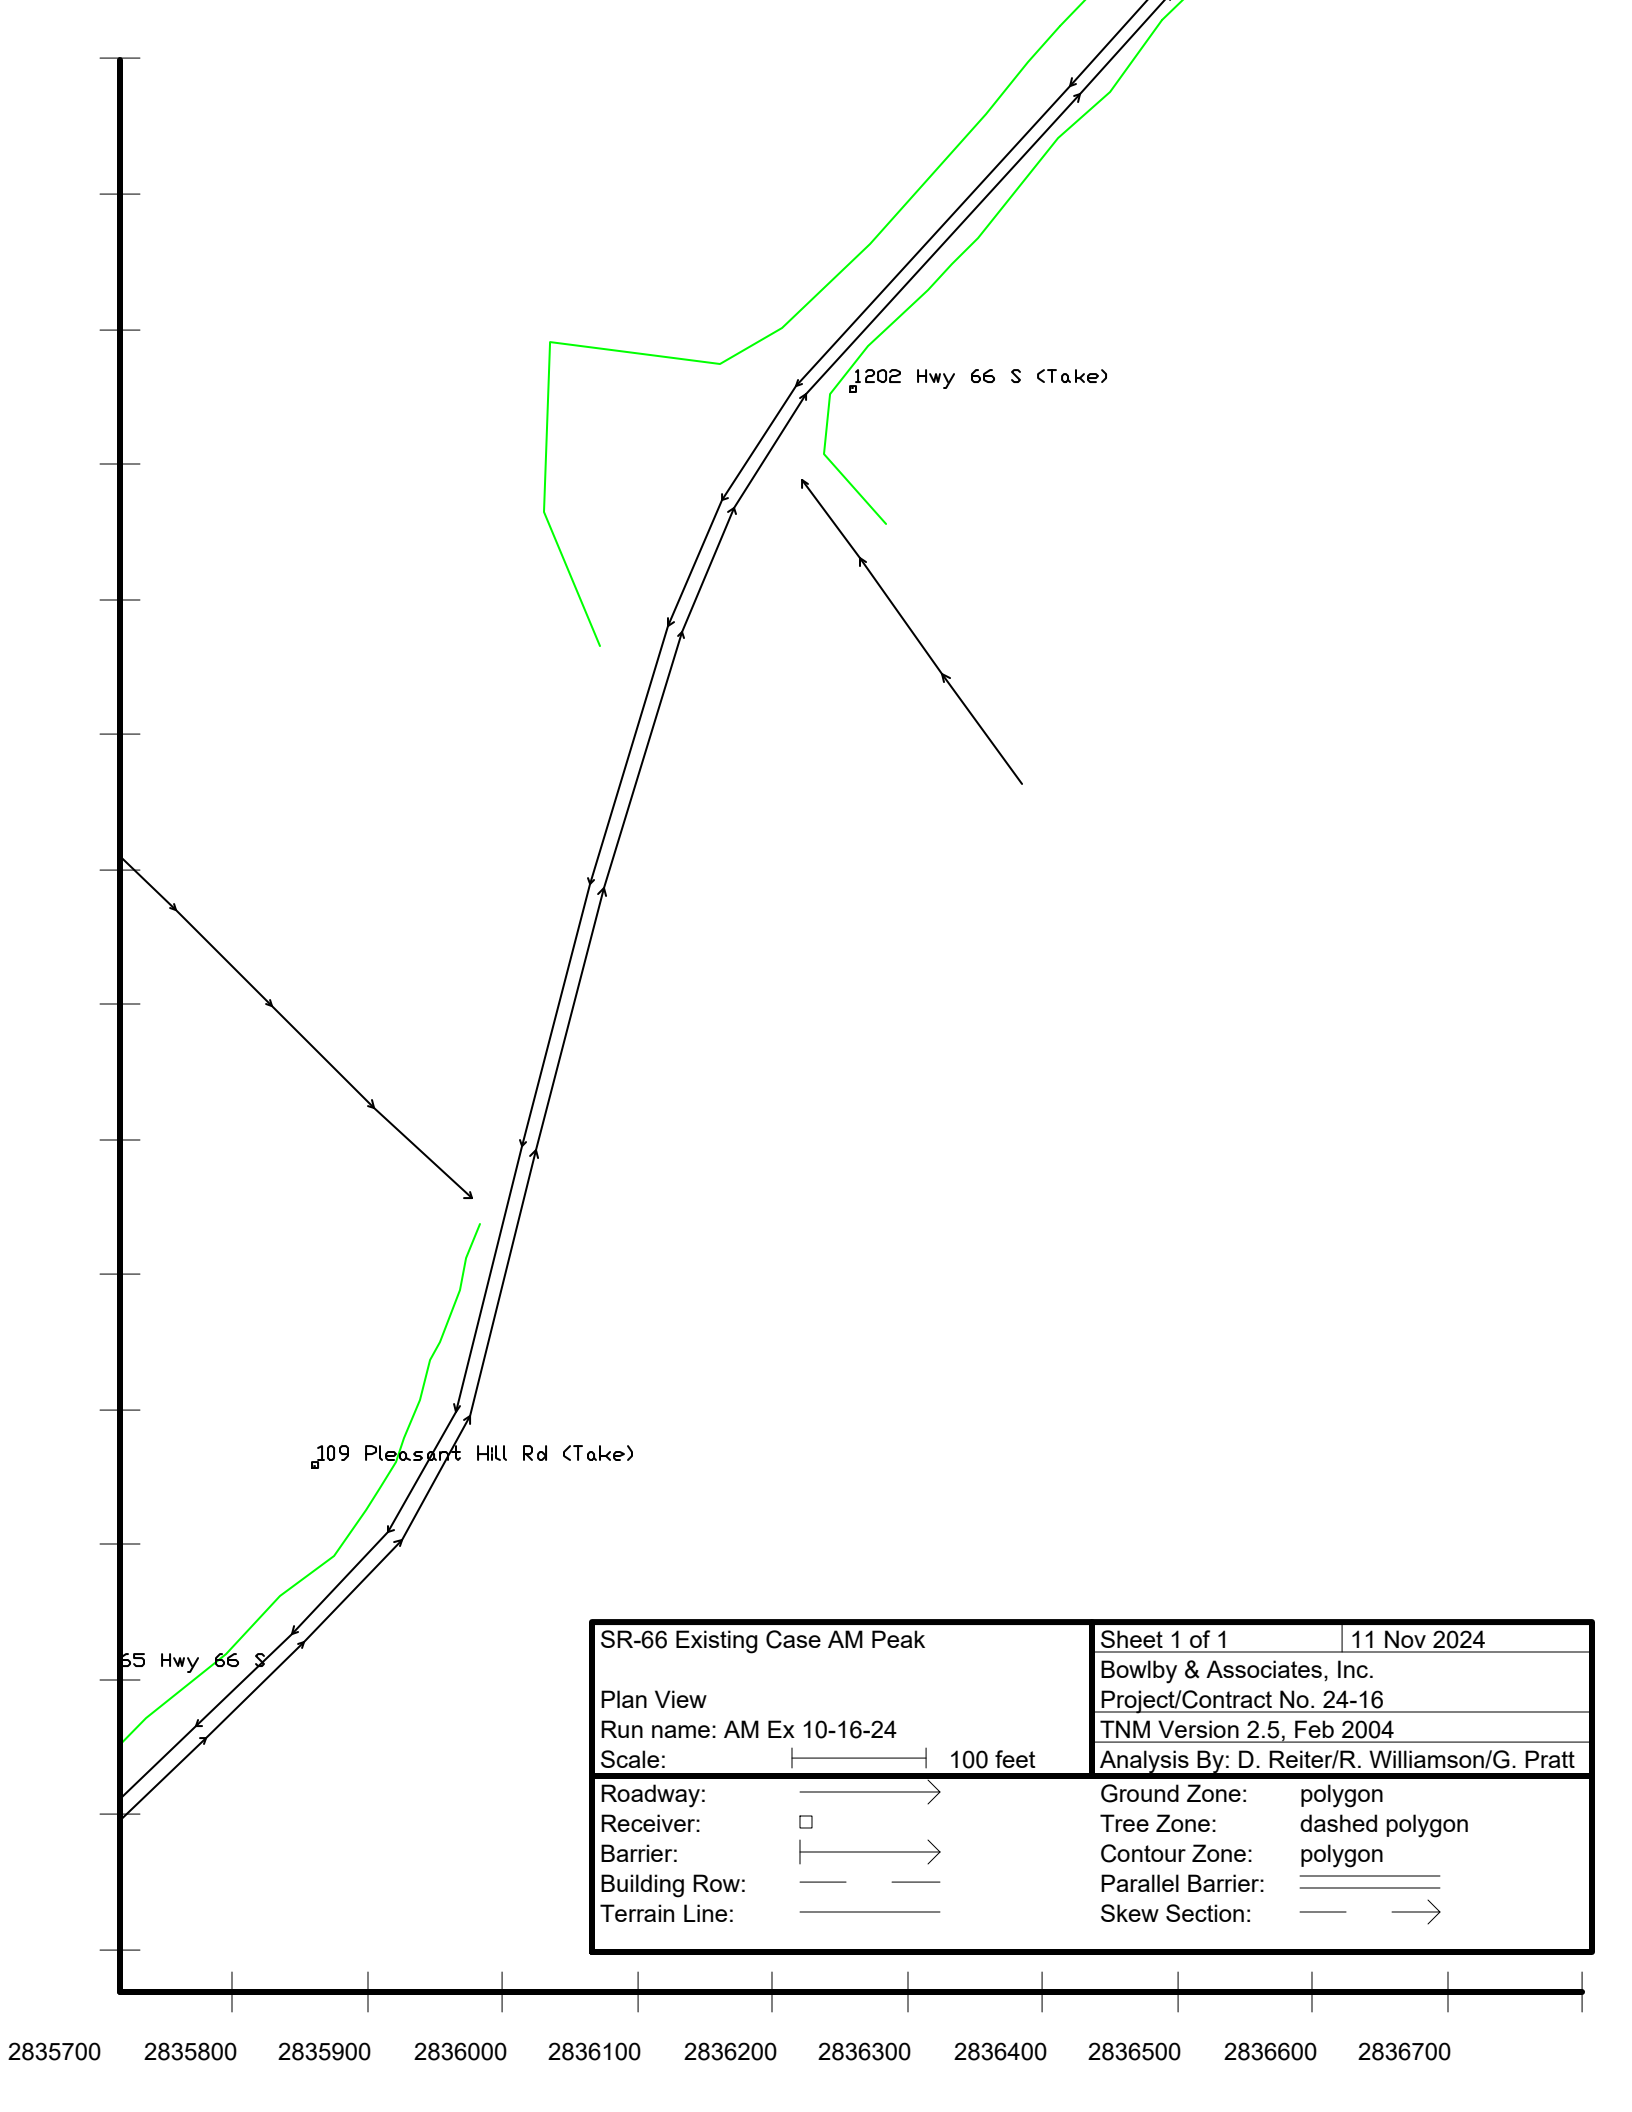 1202 Hwy 66 S (Take)
109 Pleasant Hill Rd (Take)
65 Hwy 66 S
SR-66 Existing Case AM Peak
Plan View
Run name: AM Ex 10-16-24
Scale: 100 feet
Sheet 1 of 1 11 Nov 2024
Bowlby & Associates, Inc.
Project/Contract No. 24-16
TNM Version 2.5, Feb 2004
Analysis By: D. Reiter/R. Williamson/G. Pratt
Roadway:
Receiver:
Barrier:
Building Row:
Terrain Line:
Ground Zone: polygon
Tree Zone: dashed polygon
Contour Zone: polygon
Parallel Barrier:
Skew Section:
2835700 2835800 2835900 2836000 2836100 2836200 2836300 2836400 2836500 2836600 2836700